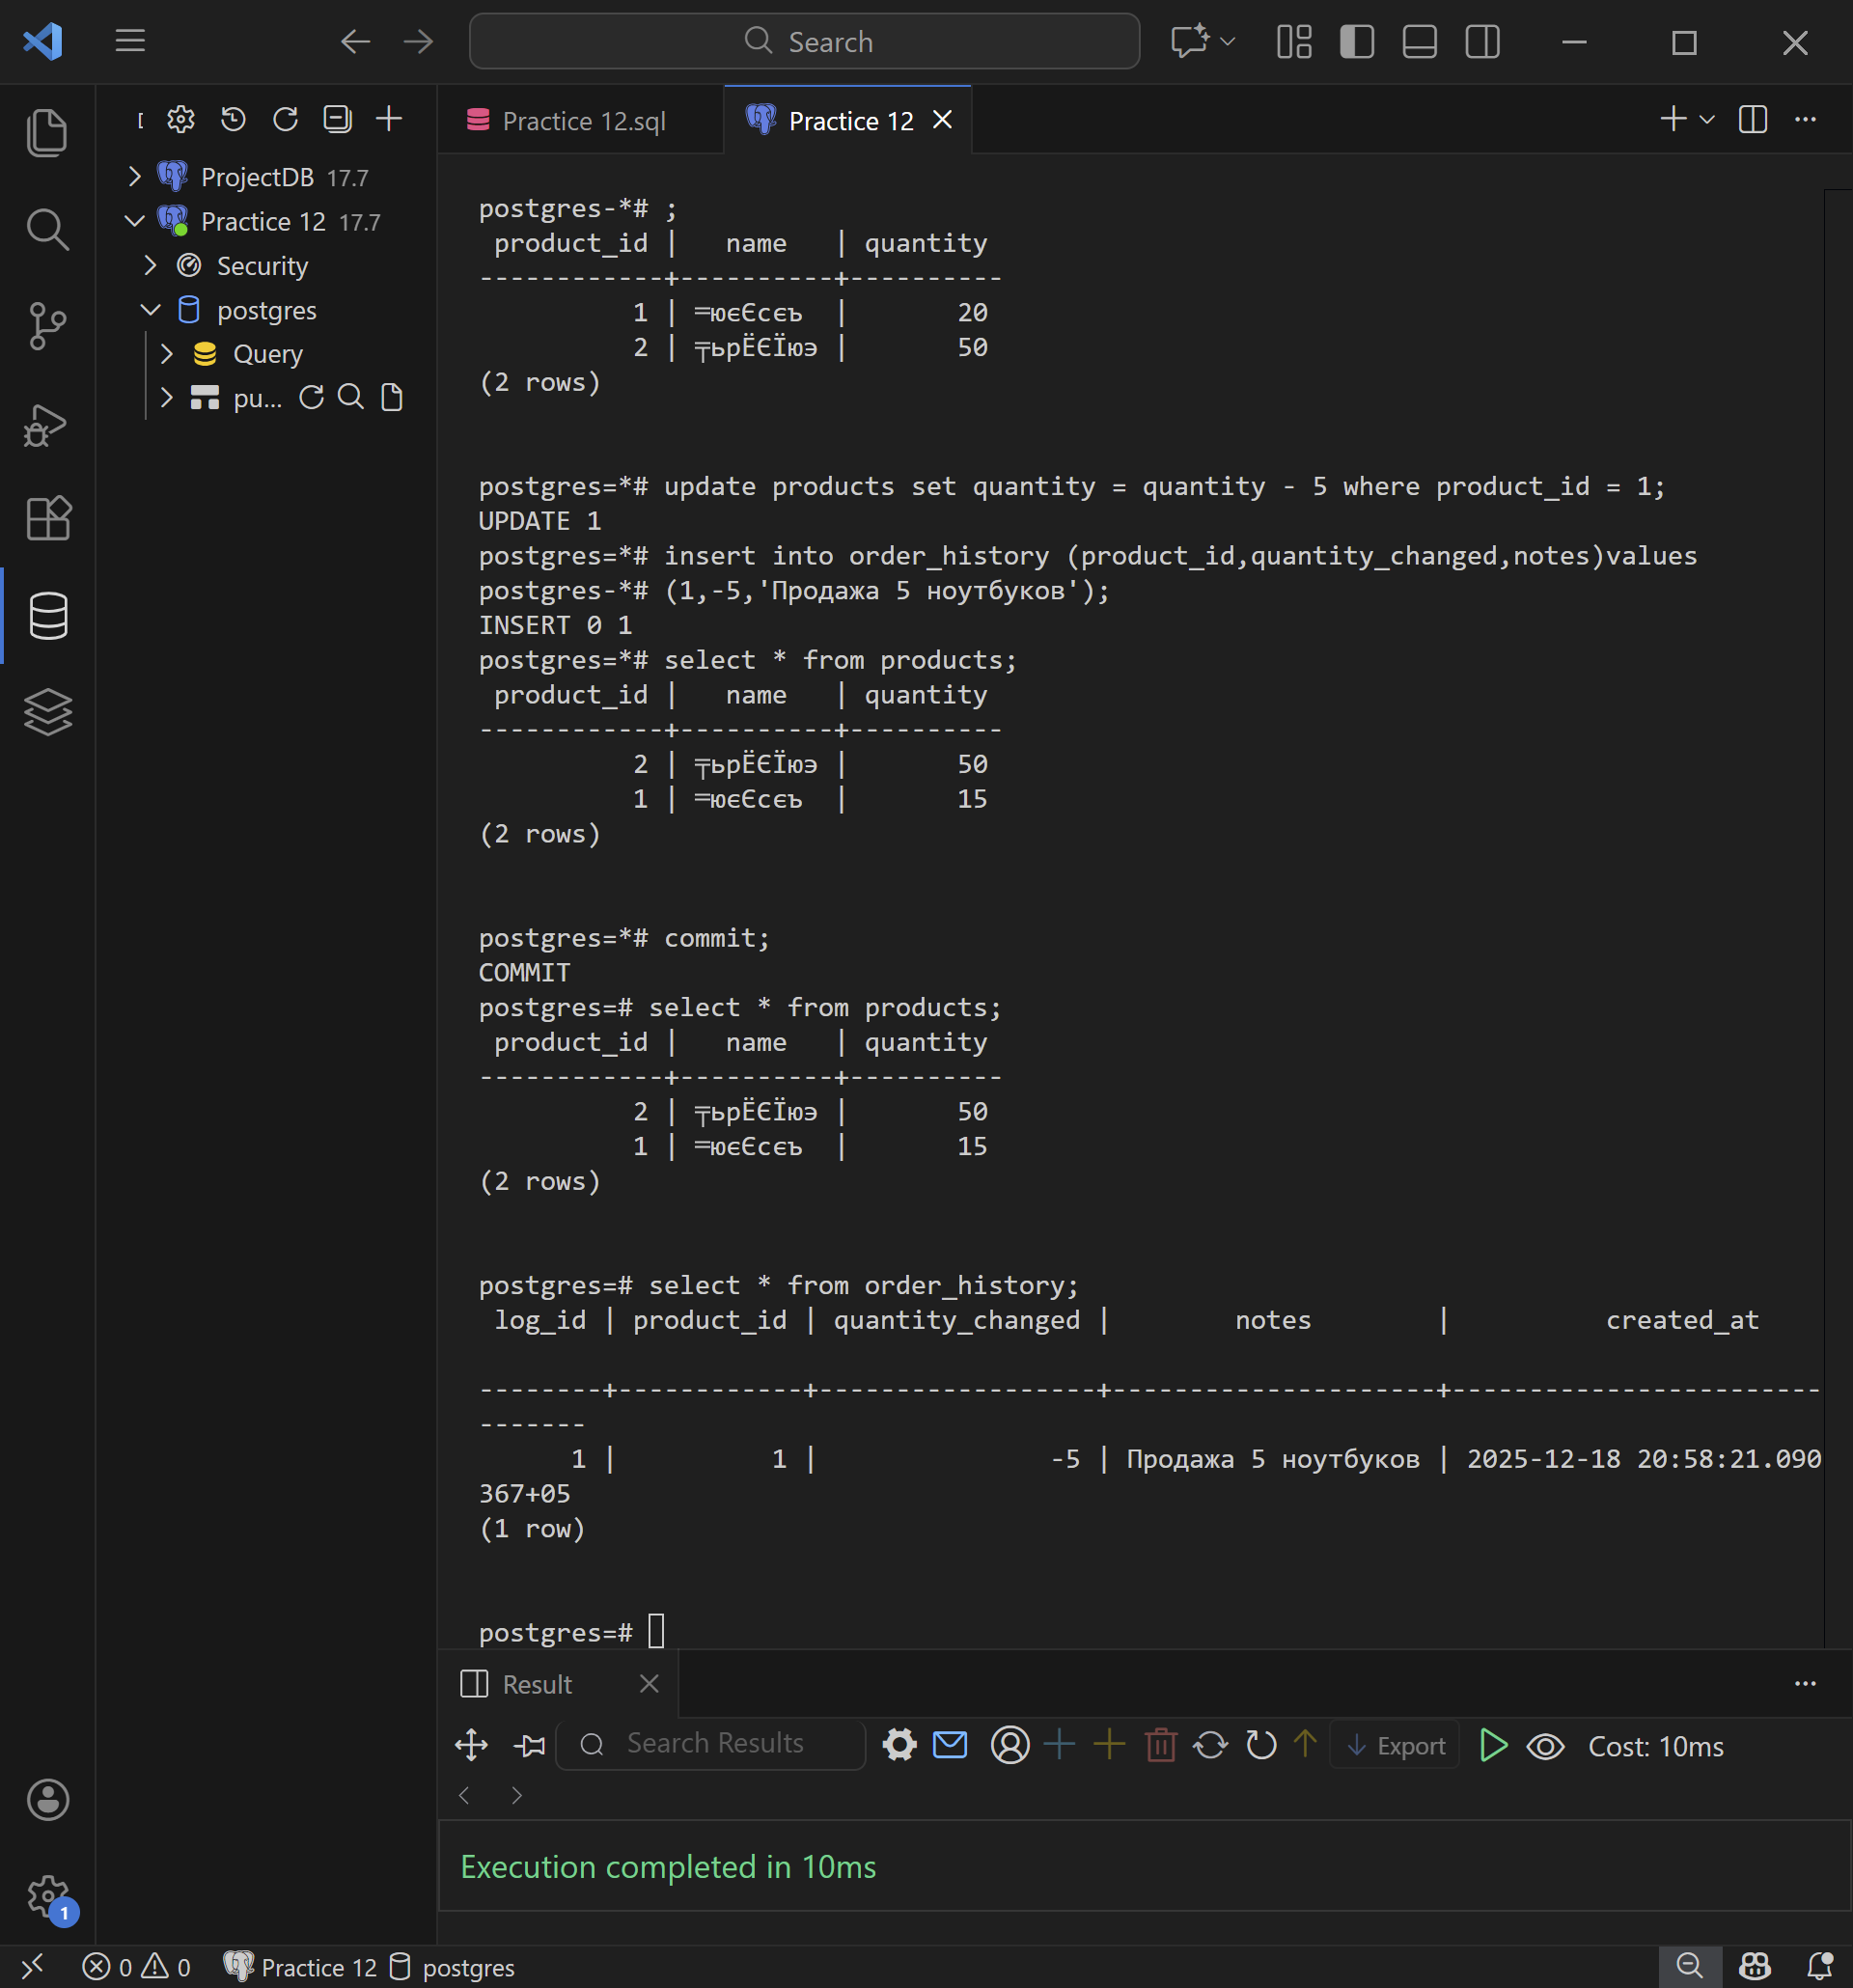 Search
Practice 12.sql
Practice 12
ProjectDB 17.7
Practice 12 17.7
Security
postgres
Query
pu...
postgres-*# ;
product_id | name | quantity
------------+----------+----------
1 | ═юєЄсєъ | 20
2 | ╤ьрЁЄЇюэ | 50
(2 rows)
postgres=*# update products set quantity = quantity - 5 where product_id = 1;
UPDATE 1
postgres=*# insert into order_history (product_id,quantity_changed,notes)values
postgres-*# (1,-5,'Продажа 5 ноутбуков');
INSERT 0 1
postgres=*# select * from products;
product_id | name | quantity
------------+----------+----------
2 | ╤ьрЁЄЇюэ | 50
1 | ═юєЄсєъ | 15
(2 rows)
postgres=*# commit;
COMMIT
postgres=# select * from products;
product_id | name | quantity
------------+----------+----------
2 | ╤ьрЁЄЇюэ | 50
1 | ═юєЄсєъ | 15
(2 rows)
postgres=# select * from order_history;
log_id | product_id | quantity_changed | notes | created_at
--------+------------+------------------+---------------------+------------------------
-------
1 | 1 | -5 | Продажа 5 ноутбуков | 2025-12-18 20:58:21.090
367+05
(1 row)
postgres=#
Result
Search Results
Export
Cost: 10ms
Execution completed in 10ms
1
0 0 Practice 12 postgres